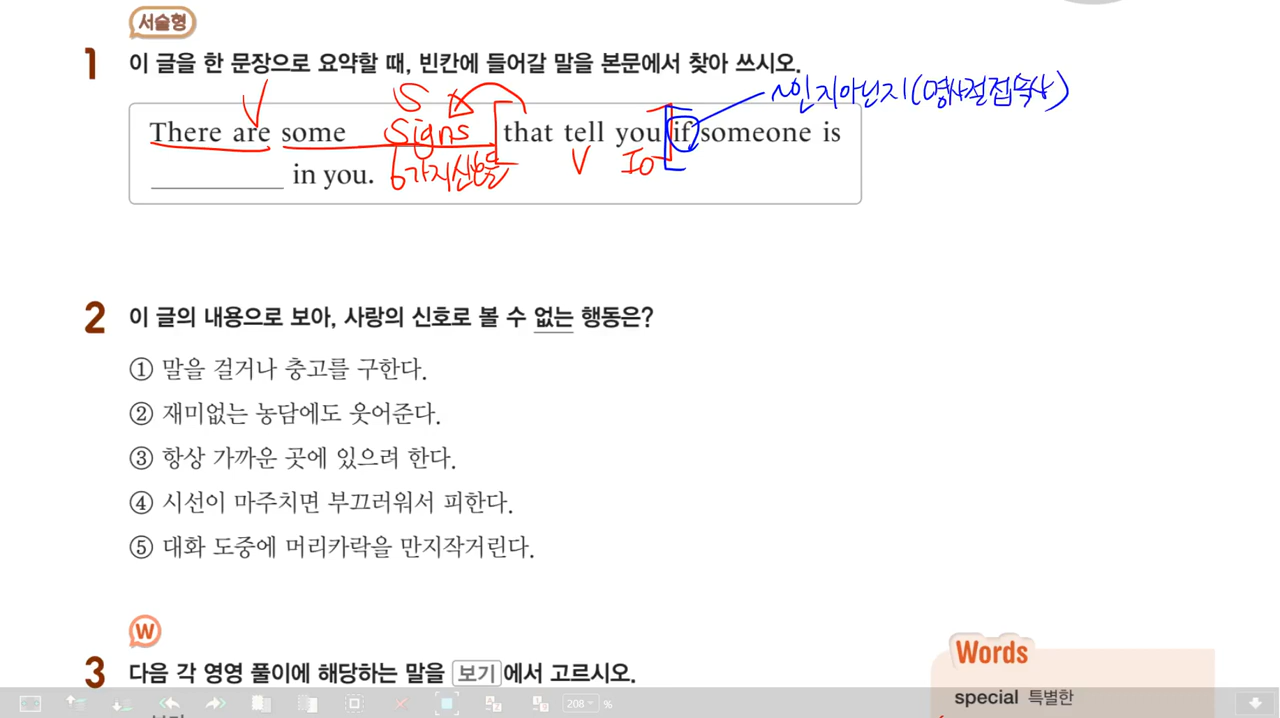 서술형
1 이 글을 한 문장으로 요약할 때, 빈칸에 들어갈 말을 본문에서 찾아 쓰시오.
~인지 아닌지(명사절 접속사)
S
There are some signs that tell you if someone is
6가지 신호들 V IO
in you.
2 이 글의 내용으로 보아, 사랑의 신호로 볼 수 없는 행동은?
① 말을 걸거나 충고를 구한다.
② 재미없는 농담에도 웃어준다.
③ 항상 가까운 곳에 있으려 한다.
④ 시선이 마주치면 부끄러워서 피한다.
⑤ 대화 도중에 머리카락을 만지작거린다.
W
3 다음 각 영영 풀이에 해당하는 말을 보기 에서 고르시오.
Words
special 특별한
208 %